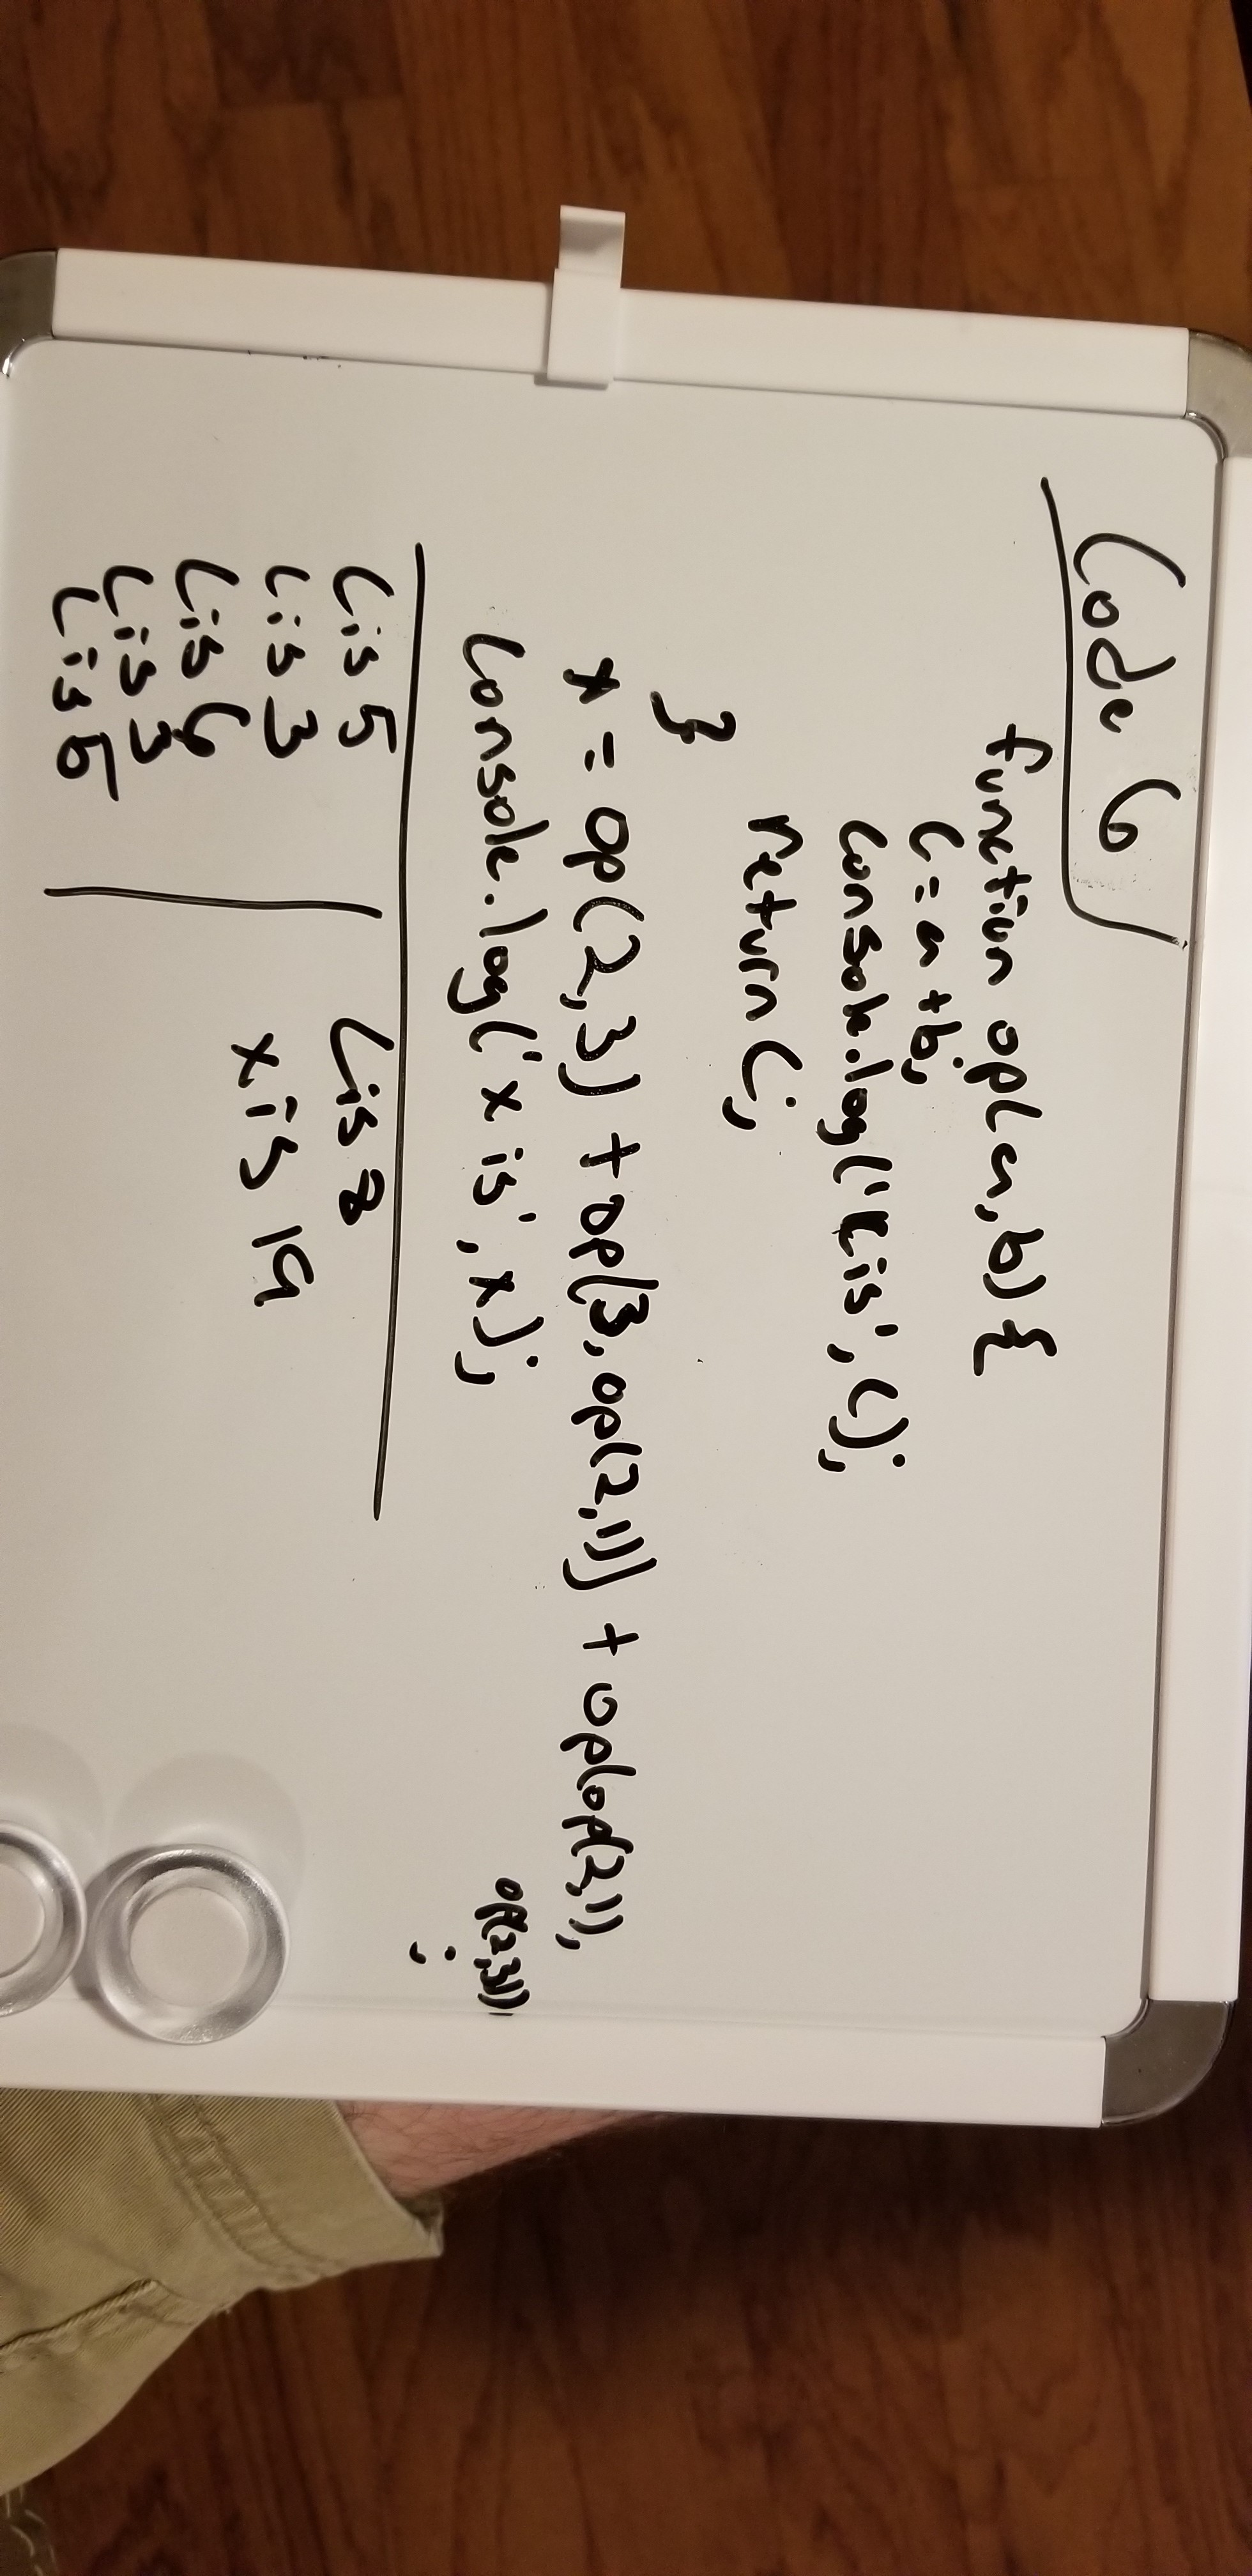 Code 6
function op(a,b) {
c = a + b;
console.log('c is', c);
return c;
}
x = op(2,3) + op(3, op(2,1)) + op(op(2,1),
op(2,3));
console.log('x is', x);
c is 5
c is 3
c is 6
c is 3
c is 5
c is 8
x is 19